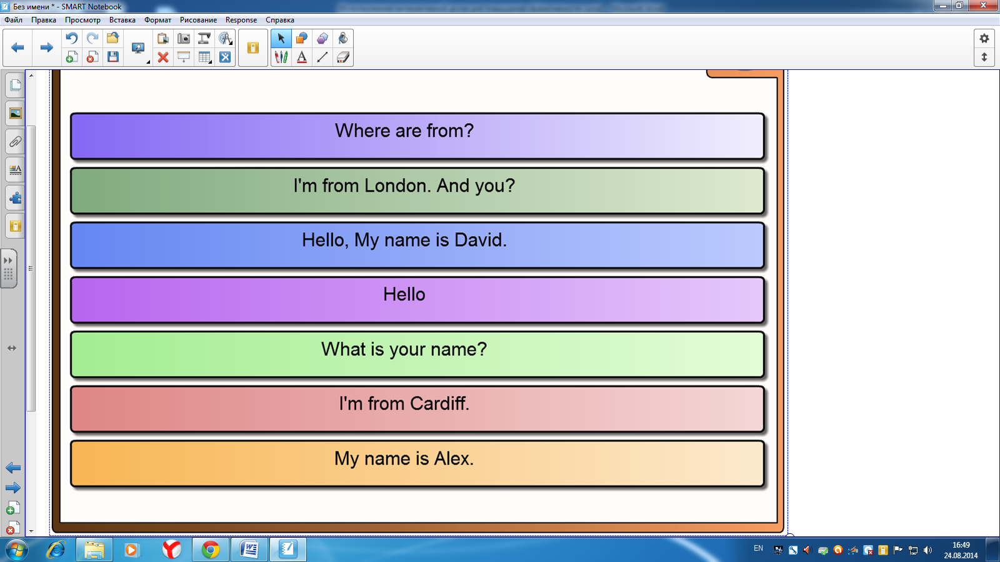 Без имени * - SMART Notebook
Файл Правка Просмотр Вставка Формат Рисование Response Справка
Where are from?
I'm from London. And you?
Hello, My name is David.
Hello
What is your name?
I'm from Cardiff.
My name is Alex.
EN
16:49
24.08.2014